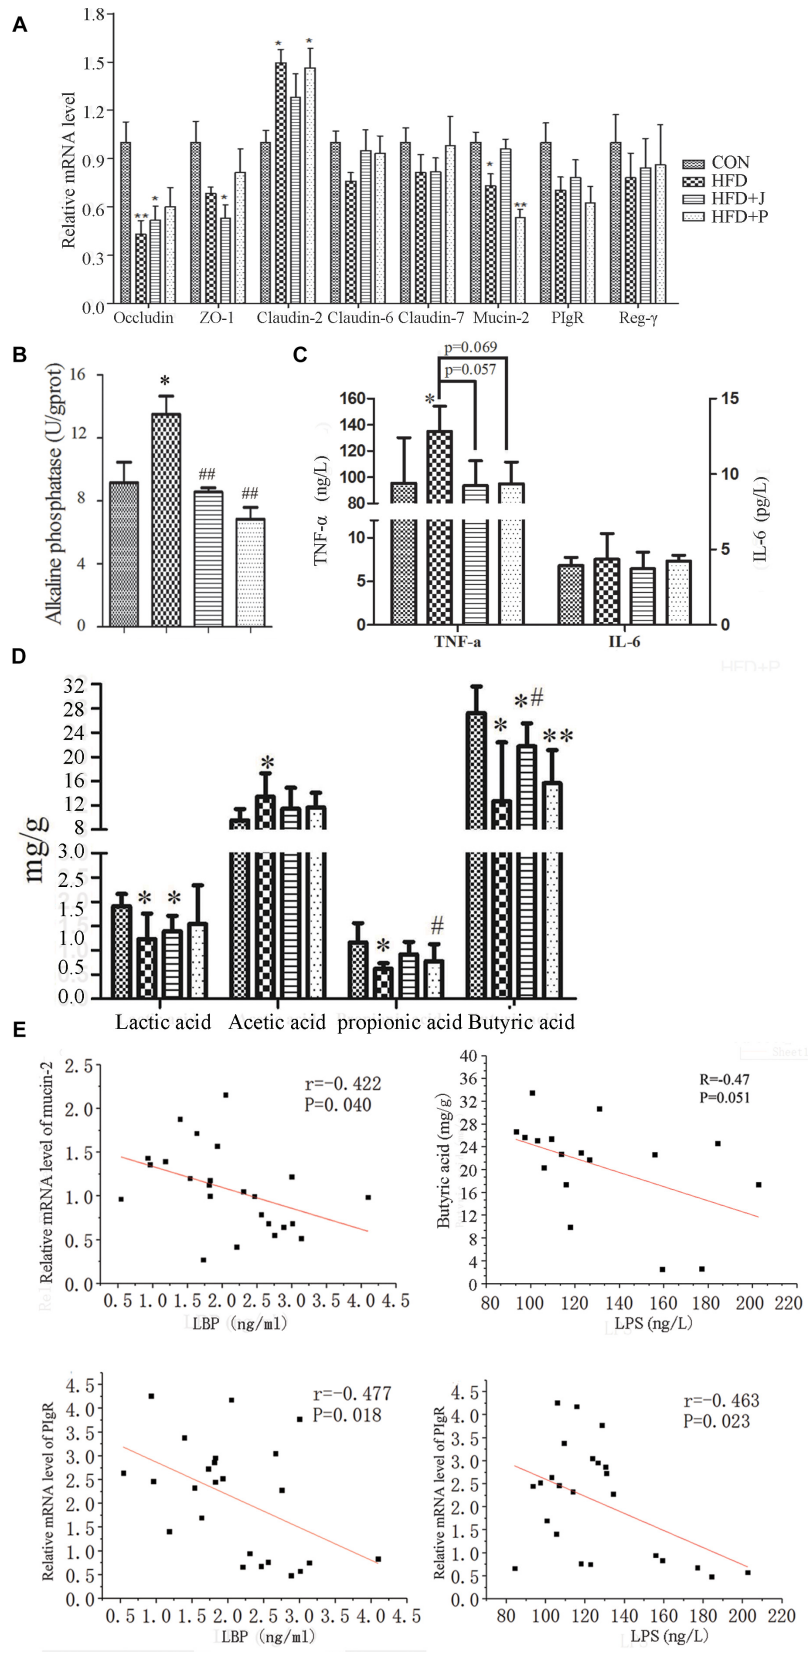 A
Relative mRNA level
1.8
1.5
1.2
0.9
0.6
0.3
0.0
** * * * * * **
Occludin ZO-1 Claudin-2 Claudin-6 Claudin-7 Mucin-2 PIgR Reg-γ
CON
HFD
HFD+J
HFD+P
B
Alkaline phosphatase (U/gprot)
16
12
8
4
0
* ## ##
C
p=0.069
p=0.057
*
TNF-α (ng/L)
160
140
120
100
80
10
5
0
IL-6 (pg/L)
15
10
5
0
TNF-a IL-6
D
HFD+P
mg/g
32
28
24
20
16
12
8
3.0
2.5
1.5
1.0
0.5
0.0
* * * * # * *# **
Lactic acid Acetic acid propionic acid Butyric acid
E
Relative mRNA level of mucin-2
2.5
2.0
1.5
1.0
0.5
0.0
r=-0.422
P=0.040
0.5 1.0 1.5 2.0 2.5 3.0 3.5 4.0 4.5
LBP (ng/ml)
Sheet1
Butyric acid (mg/g)
40
36
32
28
24
20
16
12
8
4
0
R=-0.47
P=0.051
80 100 120 140 160 180 200 220
LPS (ng/L)
Relative mRNA level of PIgR
4.5
4.0
3.5
3.0
2.5
2.0
1.5
1.0
0.5
0.0
r=-0.477
P=0.018
0.5 1.0 1.5 2.0 2.5 3.0 3.5 4.0 4.5
LBP (ng/ml)
Relative mRNA level of PIgR
4.5
4.0
3.5
3.0
2.5
2.0
1.5
1.0
0.5
0.0
r=-0.463
P=0.023
80 100 120 140 160 180 200 220
LPS (ng/L)